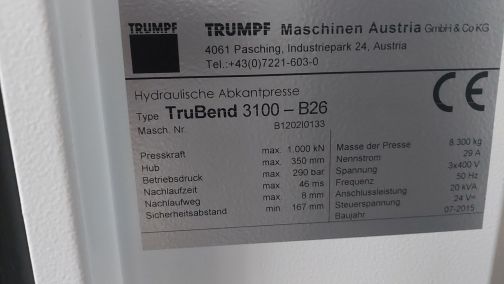 TRUMPF
TRUMPF Maschinen Austria GmbH & Co KG
4061 Pasching, Industriepark 24, Austria
Tel.:+43(0)7221-603-0
CE
Hydraulische Abkantpresse
Type TruBend 3100 – B26
Masch. Nr. B1202I0133
Presskraft max. 1.000 kN
Hub max. 350 mm
Betriebsdruck max. 290 bar
Nachlaufzeit max. 46 ms
Nachlaufweg max. 8 mm
Sicherheitsabstand min. 167 mm
Masse der Presse 8.300 kg
Nennstrom 29 A
Spannung 3x400 V
Frequenz 50 Hz
Anschlussleistung 20 kVA
Steuerspannung 24 V=
Baujahr 07-2015